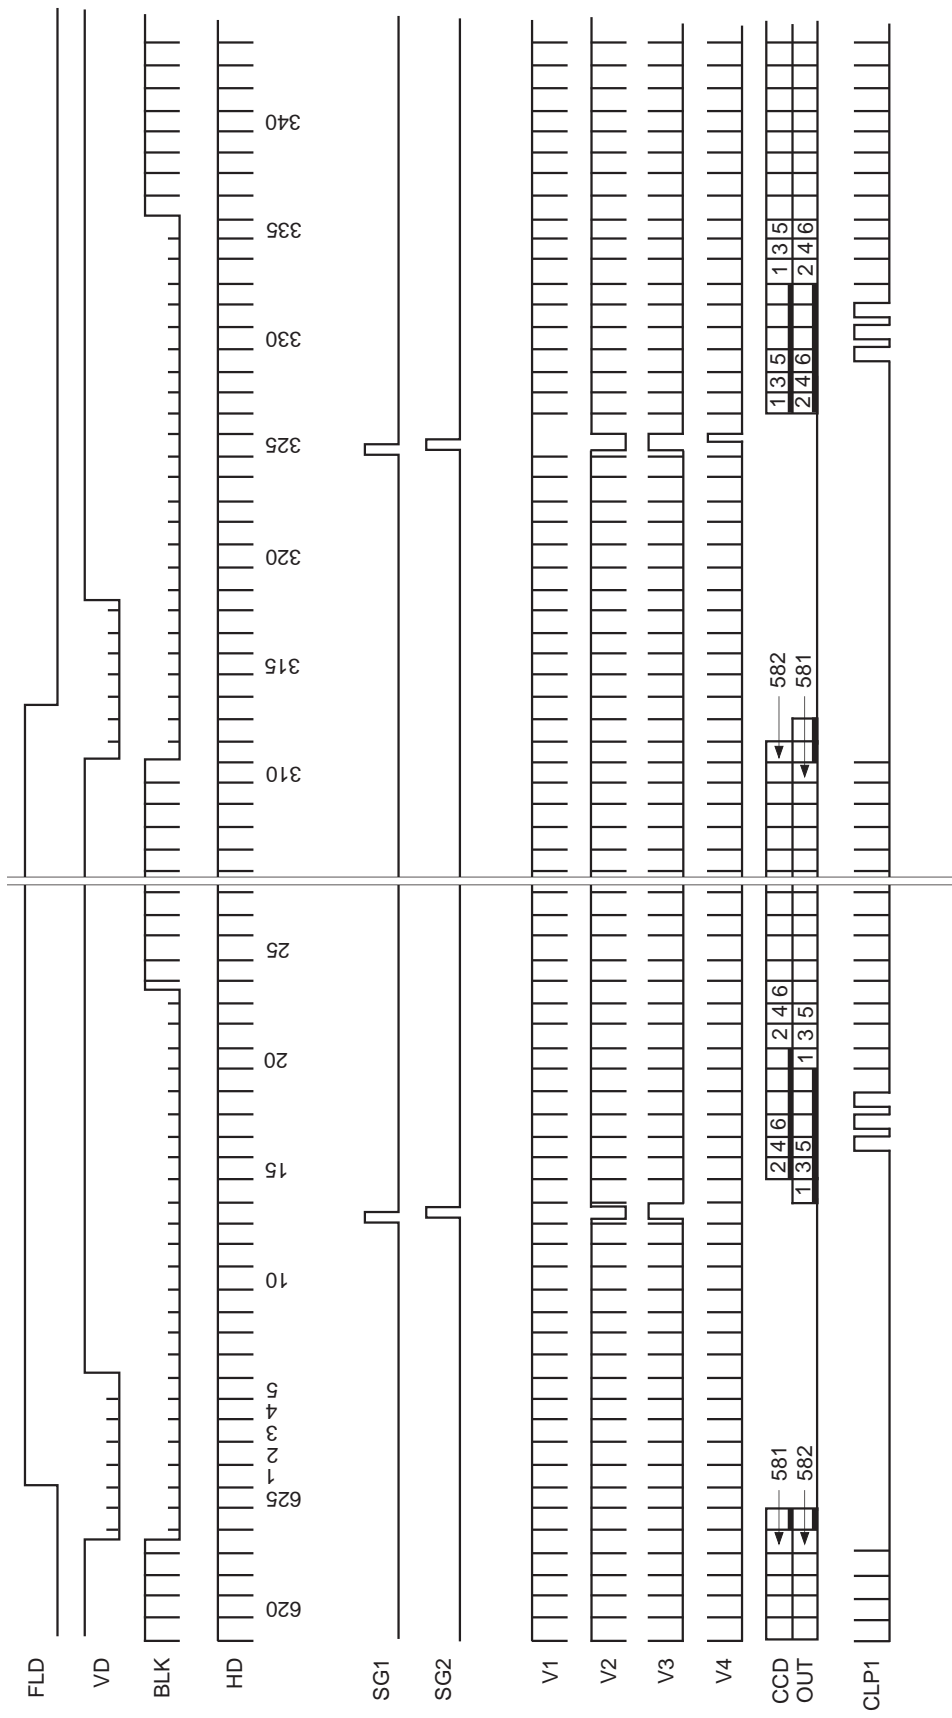 FLD
VD
BLK
HD
620 625 1 2 3 4 5 10 15 20 25 310 315 320 325 330 335 340
SG1
SG2
V1
V2
V3
V4
CCD 581 2 4 6 2 4 6 582 1 3 5 1 3 5
OUT 582 1 3 5 1 3 5 581 2 4 6 2 4 6
CLP1